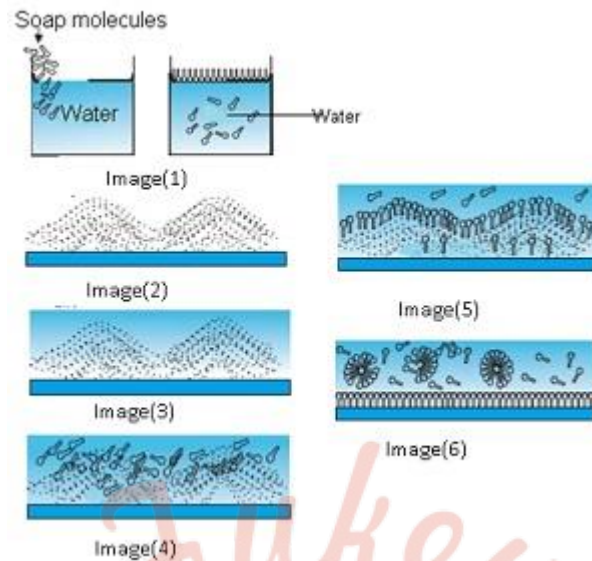 Soap molecules
Water
Water
Image(1)
Image(2)
Image(3)
Image(4)
Image(5)
Image(6)